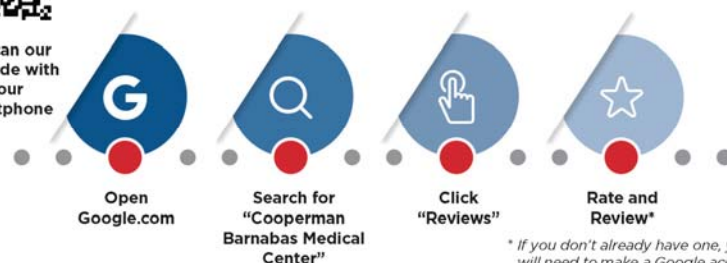 an our
de with
our
tphone
G
Open
Google.com
Search for
“Cooperman
Barnabas Medical
Center”
Click
“Reviews”
Rate and
Review*
* If you don't already have one,
will need to make a Google